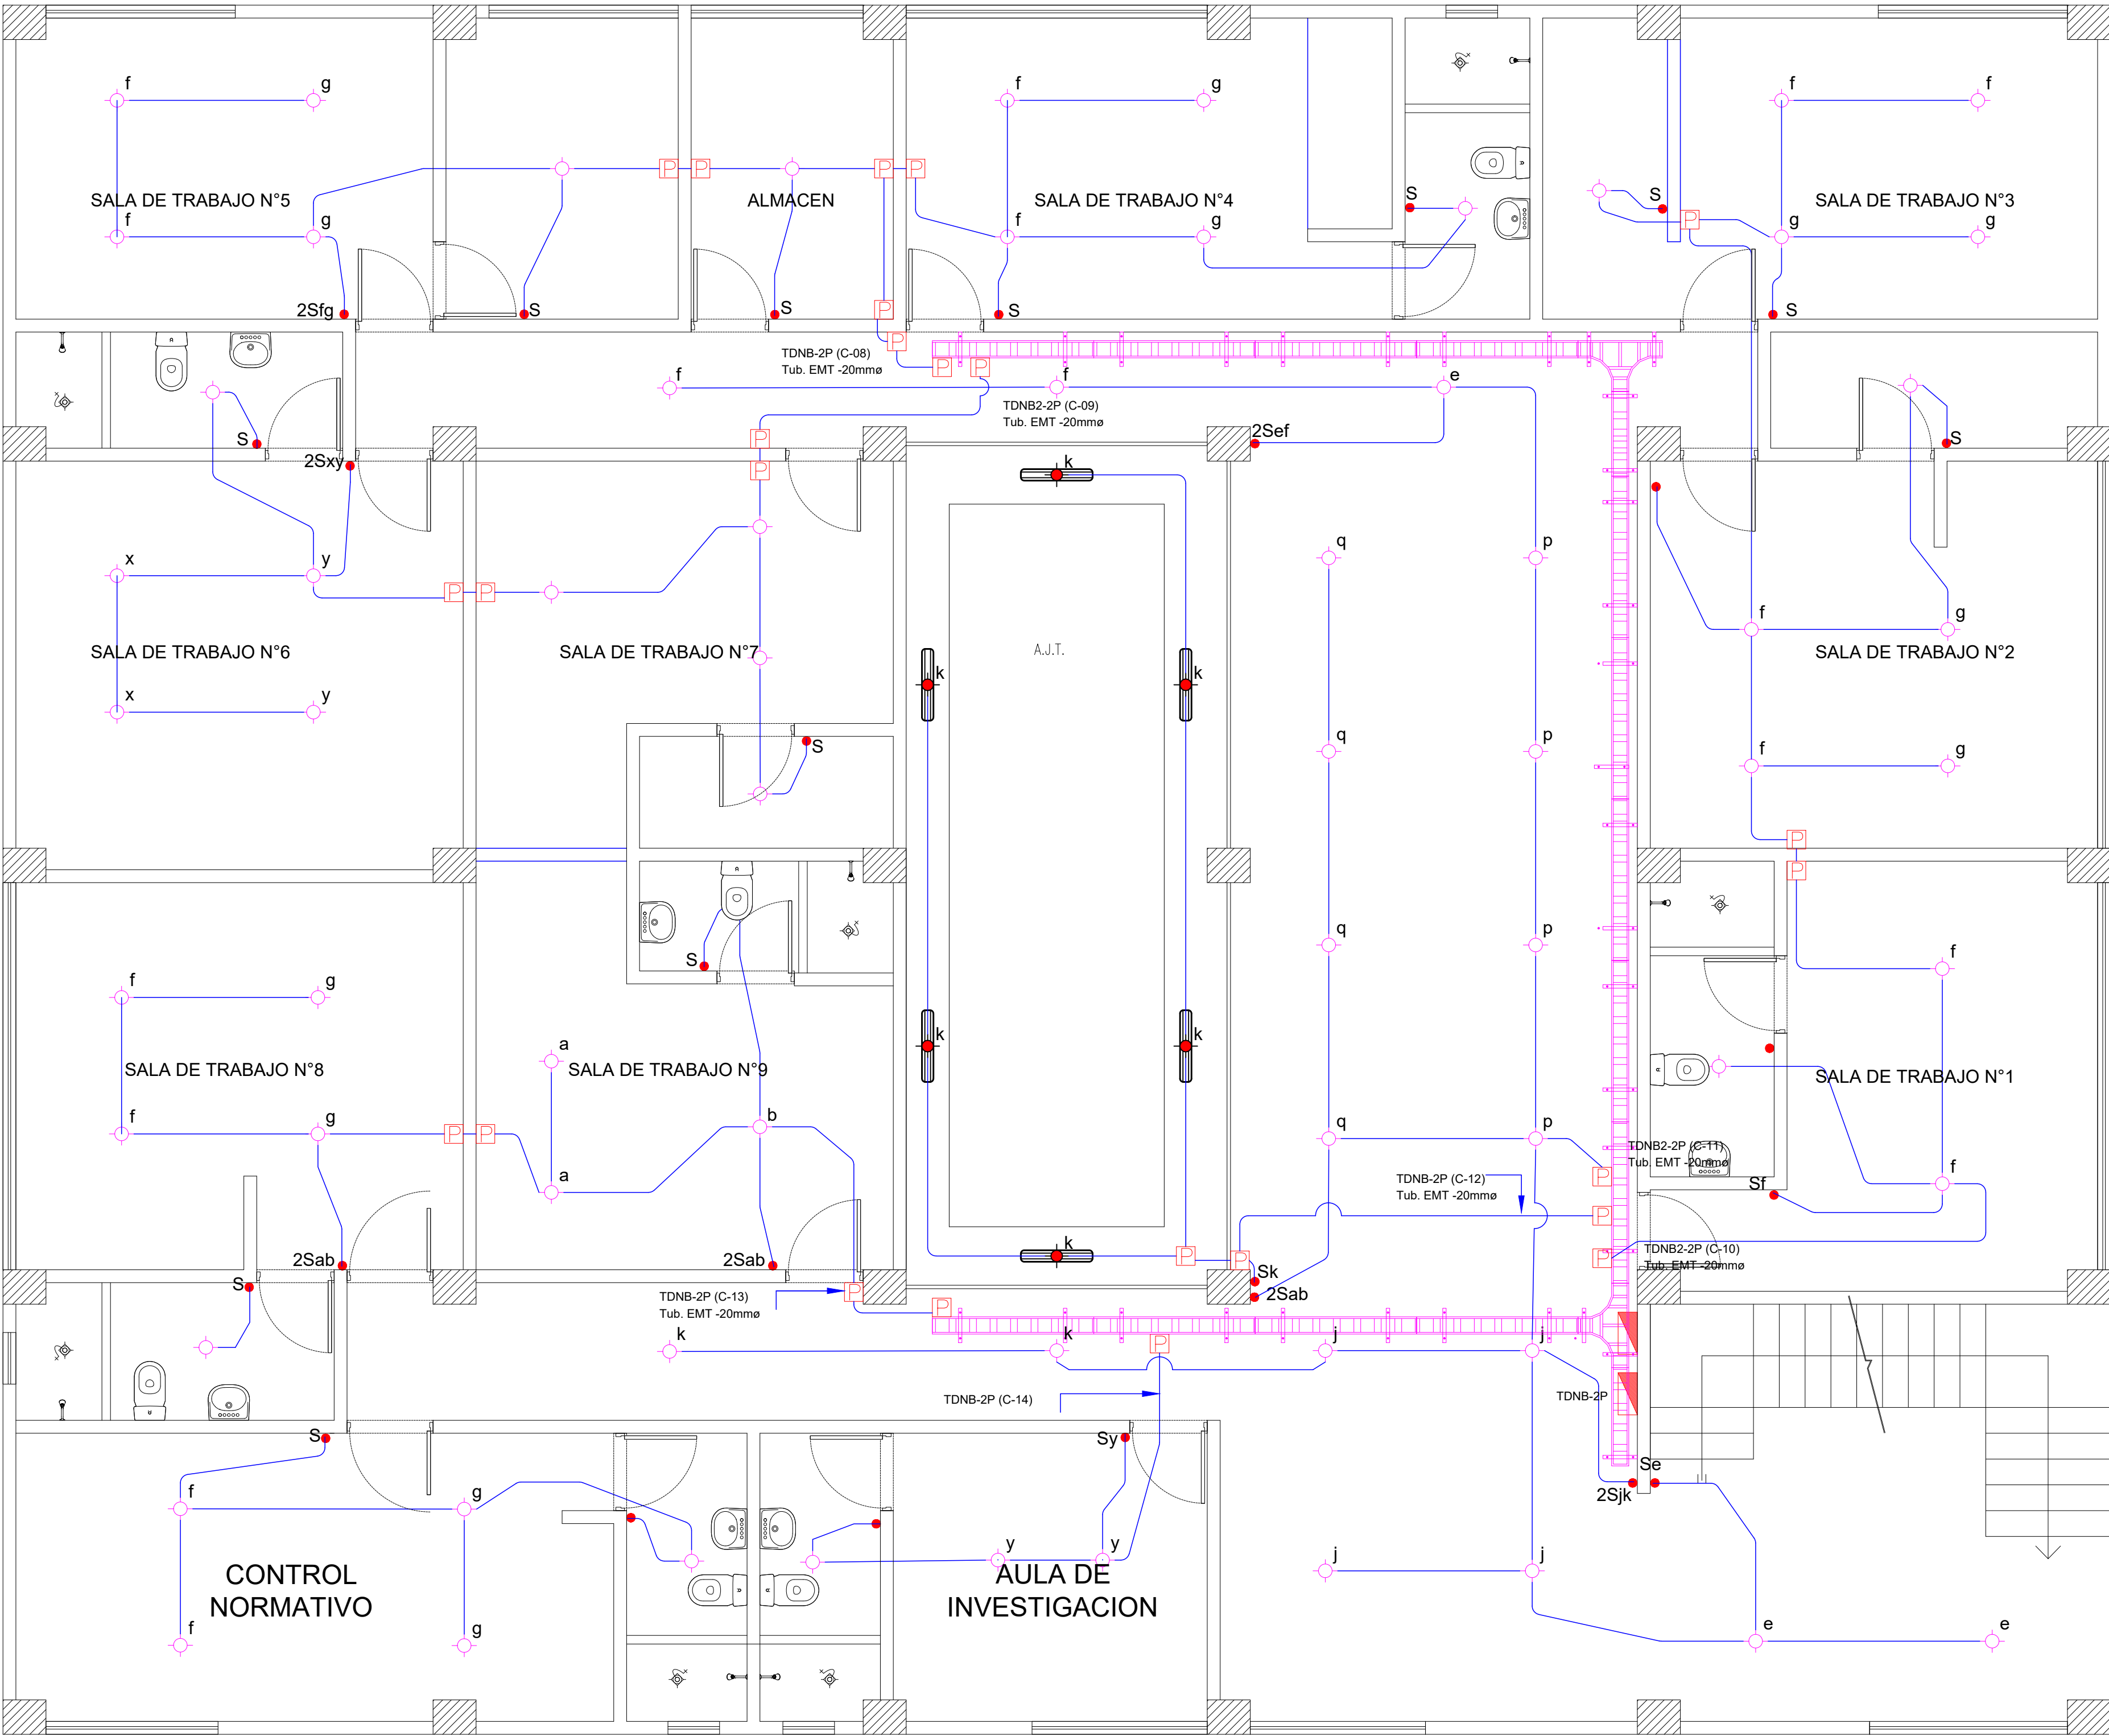 f
g
f
g
f
f
P
P
P
P
S
S
P
SALA DE TRABAJO N°5
ALMACEN
SALA DE TRABAJO N°4
SALA DE TRABAJO N°3
f
g
f
g
g
g
2Sfg
S
S
P
S
S
TDNB-2P (C-08)
Tub. EMT -20mmø
P
P
P
f
f
e
TDNB2-2P (C-09)
Tub. EMT -20mmø
S
P
2Sef
S
2Sxy
P
k
q
p
x
y
P
P
f
g
SALA DE TRABAJO N°6
SALA DE TRABAJO N°7
A.J.T.
SALA DE TRABAJO N°2
k
k
x
y
S
q
p
f
g
P
P
q
p
S
f
f
g
k
k
a
SALA DE TRABAJO N°8
SALA DE TRABAJO N°9
SALA DE TRABAJO N°1
f
g
P
P
b
q
p
TDNB2-2P (C-11)
Tub. EMT -20mmø
a
P
TDNB-2P (C-12)
Tub. EMT -20mmø
f
Sf
P
k
2Sab
2Sab
P
P
P
TDNB2-2P (C-10)
Tub. EMT -20mmø
S
Sk
2Sab
TDNB-2P (C-13)
Tub. EMT -20mmø
P
P
k
k
P
j
j
TDNB-2P (C-14)
TDNB-2P
S
Sy
Se
2Sjk
f
g
y
y
j
j
CONTROL
NORMATIVO
AULA DE
INVESTIGACION
f
g
e
e